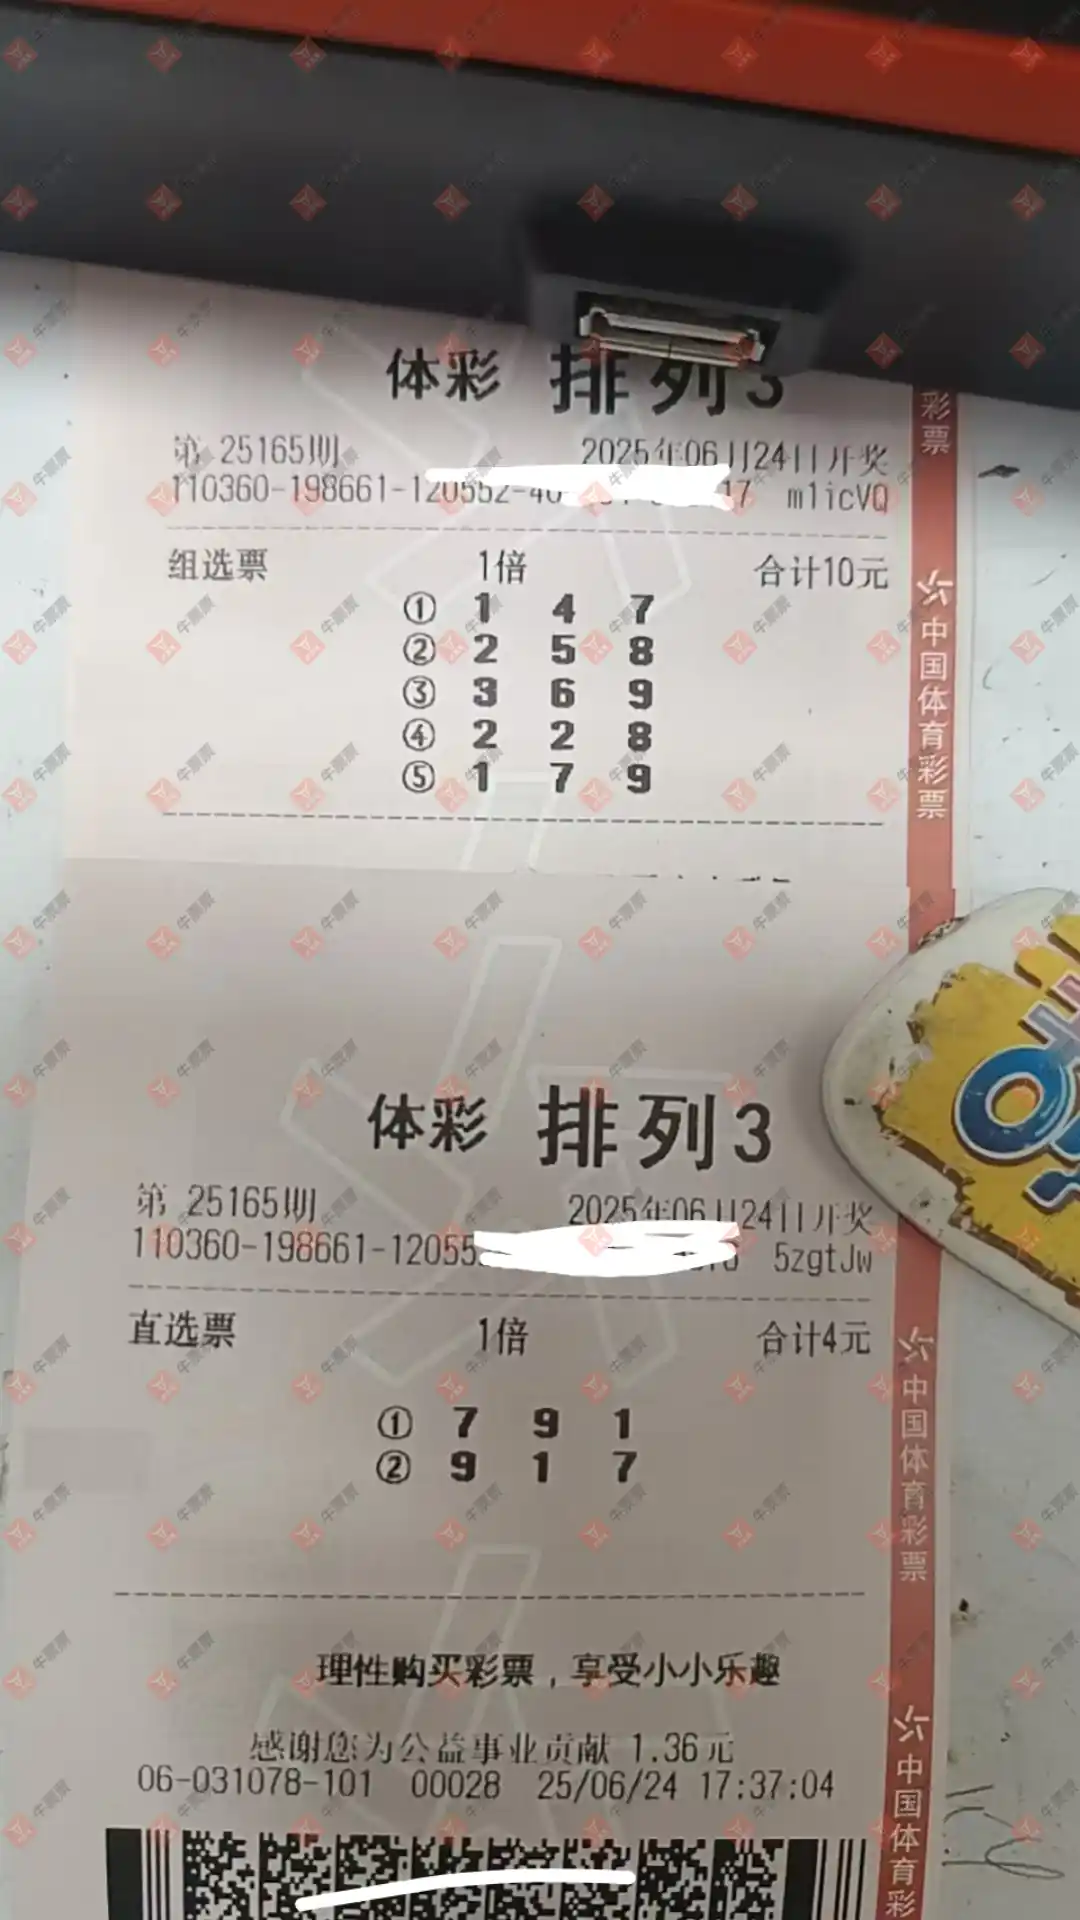 体彩 排列3
第 25165期 2025年06月24日开奖
110360-198661-120552-40 17 m1icVQ
组选票 1倍 合计10元
① 1 4 7
② 2 5 8
③ 3 6 9
④ 2 2 8
⑤ 1 7 9
彩票
中国体育彩票
体彩 排列3
第 25165期 2025年06月24日开奖
110360-198661-12055 5zgtJw
直选票 1倍 合计4元
① 7 9 1
② 9 1 7
中国体育彩票
理性购买彩票，享受小小乐趣
感谢您为公益事业贡献 1.36元
06-031078-101 00028 25/06/24 17:37:04
中国体育彩
牛票票